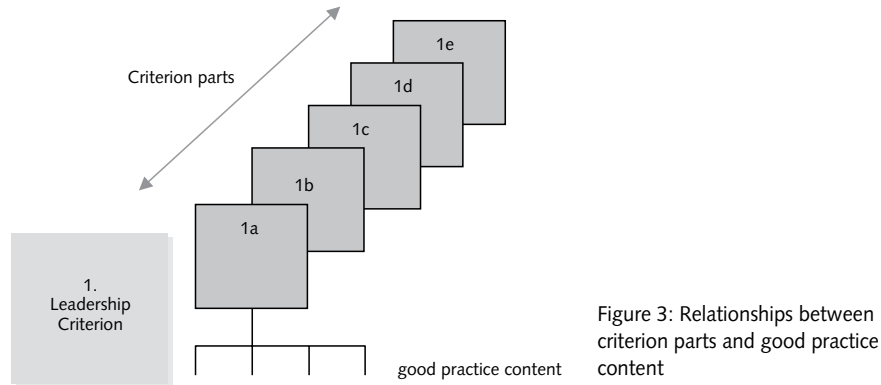 1e
1d
Criterion parts
1c
1b
1a
1.
Leadership
Criterion
good practice content
Figure 3: Relationships between
criterion parts and good practice
content